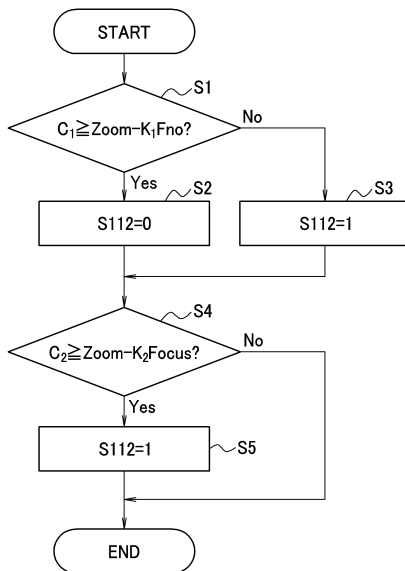 START
S1
C₁≧Zoom-K₁Fno?
No
Yes
S2
S3
S112=0
S112=1
S4
C₂≧Zoom-K₂Focus?
No
Yes
S112=1
S5
END